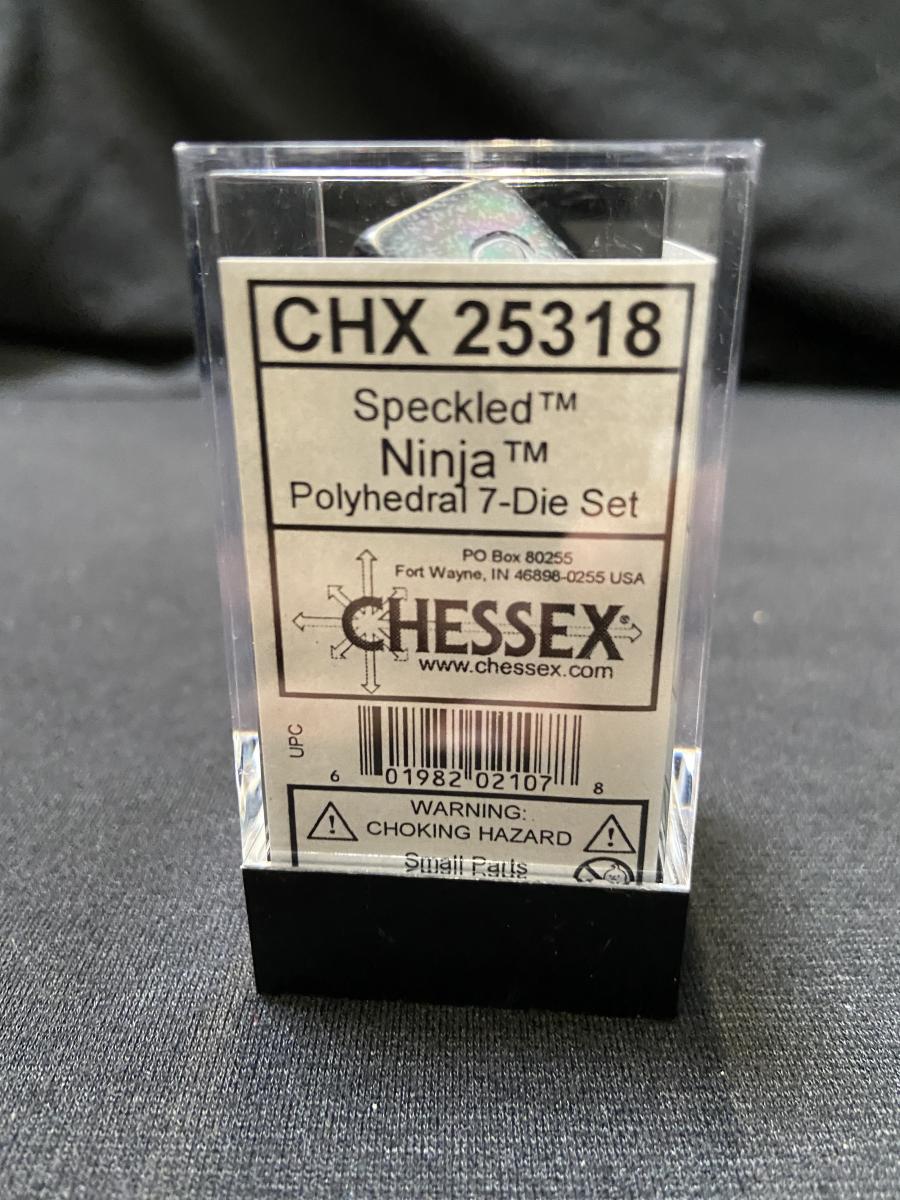 CHX 25318
Speckled™
Ninja™
Polyhedral 7-Die Set
PO Box 80255
Fort Wayne, IN 46898-0255 USA
CHESSEX®
www.chessex.com
UPC
6 01982 02107 8
WARNING:
CHOKING HAZARD
Small Parts